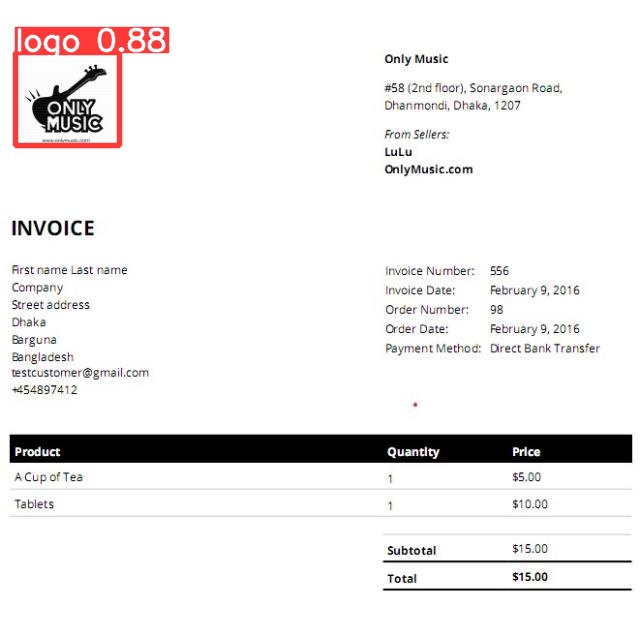 logo 0.88
ONLY
MUSIC
www.onlymusic.com
Only Music
#58 (2nd floor), Sonargaon Road,
Dhanmondi, Dhaka, 1207
From Sellers:
LuLu
OnlyMusic.com
INVOICE
First name Last name
Company
Street address
Dhaka
Barguna
Bangladesh
testcustomer@gmail.com
+454897412
Invoice Number: 556
Invoice Date: February 9, 2016
Order Number: 98
Order Date: February 9, 2016
Payment Method: Direct Bank Transfer
Product Quantity Price
A Cup of Tea 1 $5.00
Tablets 1 $10.00
Subtotal $15.00
Total $15.00